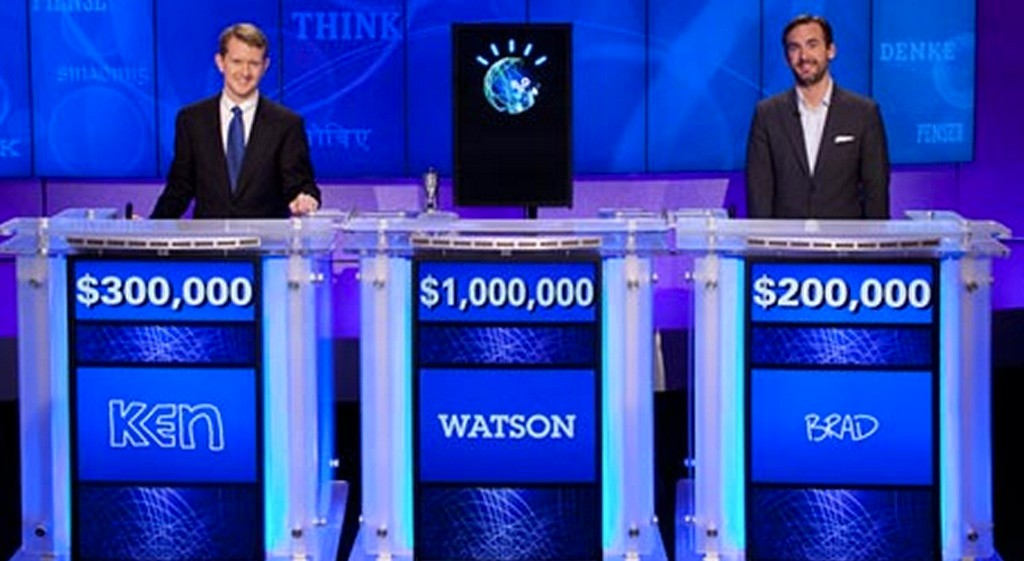 THINK
DENKE
PENSER
$300,000
$1,000,000
$200,000
Ken
WATSON
BRAD